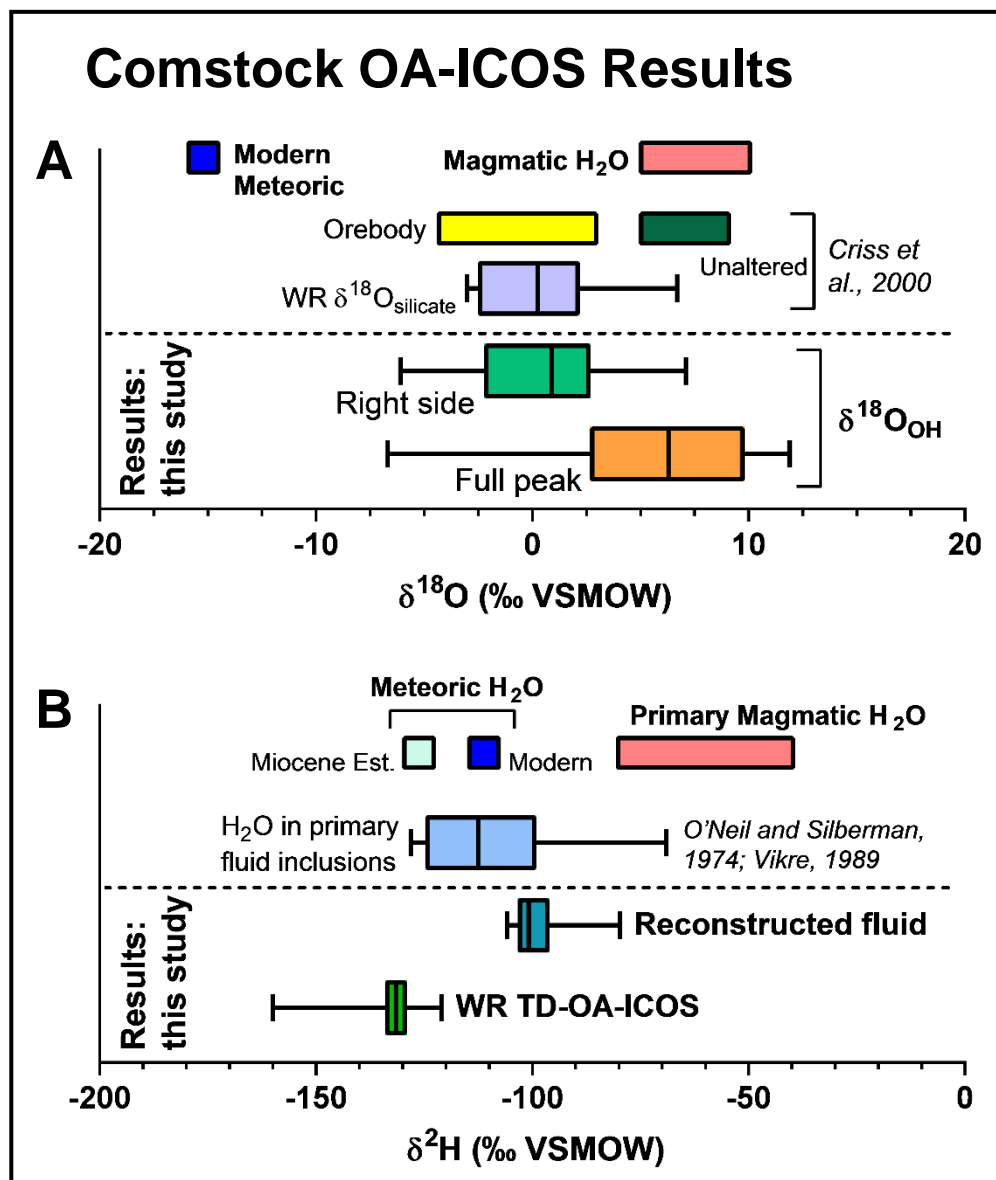 Comstock OA-ICOS Results
A
Modern
Meteoric
Magmatic H₂O
Orebody
Unaltered
Criss et
al., 2000
WR δ¹⁸Osilicate
Results:
this study
Right side
Full peak
δ¹⁸OOH
-20 -10 0 10 20
δ¹⁸O (‰ VSMOW)
B
Meteoric H₂O
Primary Magmatic H₂O
Miocene Est.
Modern
H₂O in primary
fluid inclusions
O'Neil and Silberman,
1974; Vikre, 1989
Results:
this study
Reconstructed fluid
WR TD-OA-ICOS
-200 -150 -100 -50 0
δ²H (‰ VSMOW)